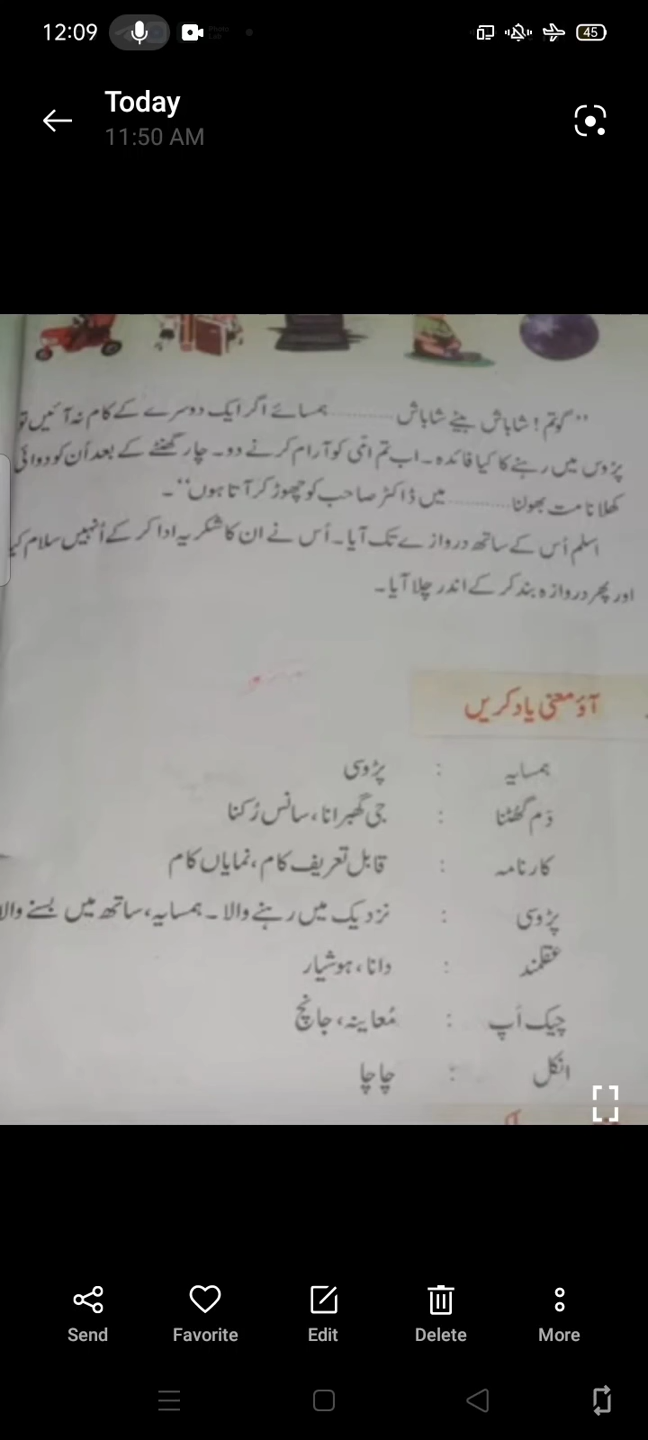 12:09
45
Today
11:50 AM
”گوتم! شاباش بیٹے شاباش ......... ہمسائے اگر ایک دوسرے کے کام نہ آئیں تو
پڑوس میں رہنے کا کیا فائدہ۔ اب تم امّی کو آرام کرنے دو۔ چار گھنٹے کے بعد اُن کو دوائی
کھلانا مت بھولنا ......... میں ڈاکٹر صاحب کو چھوڑ کر آتا ہوں“۔
اسلم اُس کے ساتھ دروازے تک آیا۔ اُس نے ان کا شکریہ ادا کر کے اُنہیں سلام کیا
اور پھر دروازہ بند کر کے اندر چلا آیا۔
آؤ معنی یاد کریں
ہمسایہ : پڑوسی
دَم گُھٹنا : جی گھبرانا، سانس رُکنا
کارنامہ : قابل تعریف کام، نمایاں کام
پڑوسی : نزدیک میں رہنے والا۔ ہمسایہ، ساتھ میں بسنے والا
عقلمند : دانا، ہوشیار
چیک اَپ : مُعاینہ، جانچ
انکل : چاچا
Send Favorite Edit Delete More